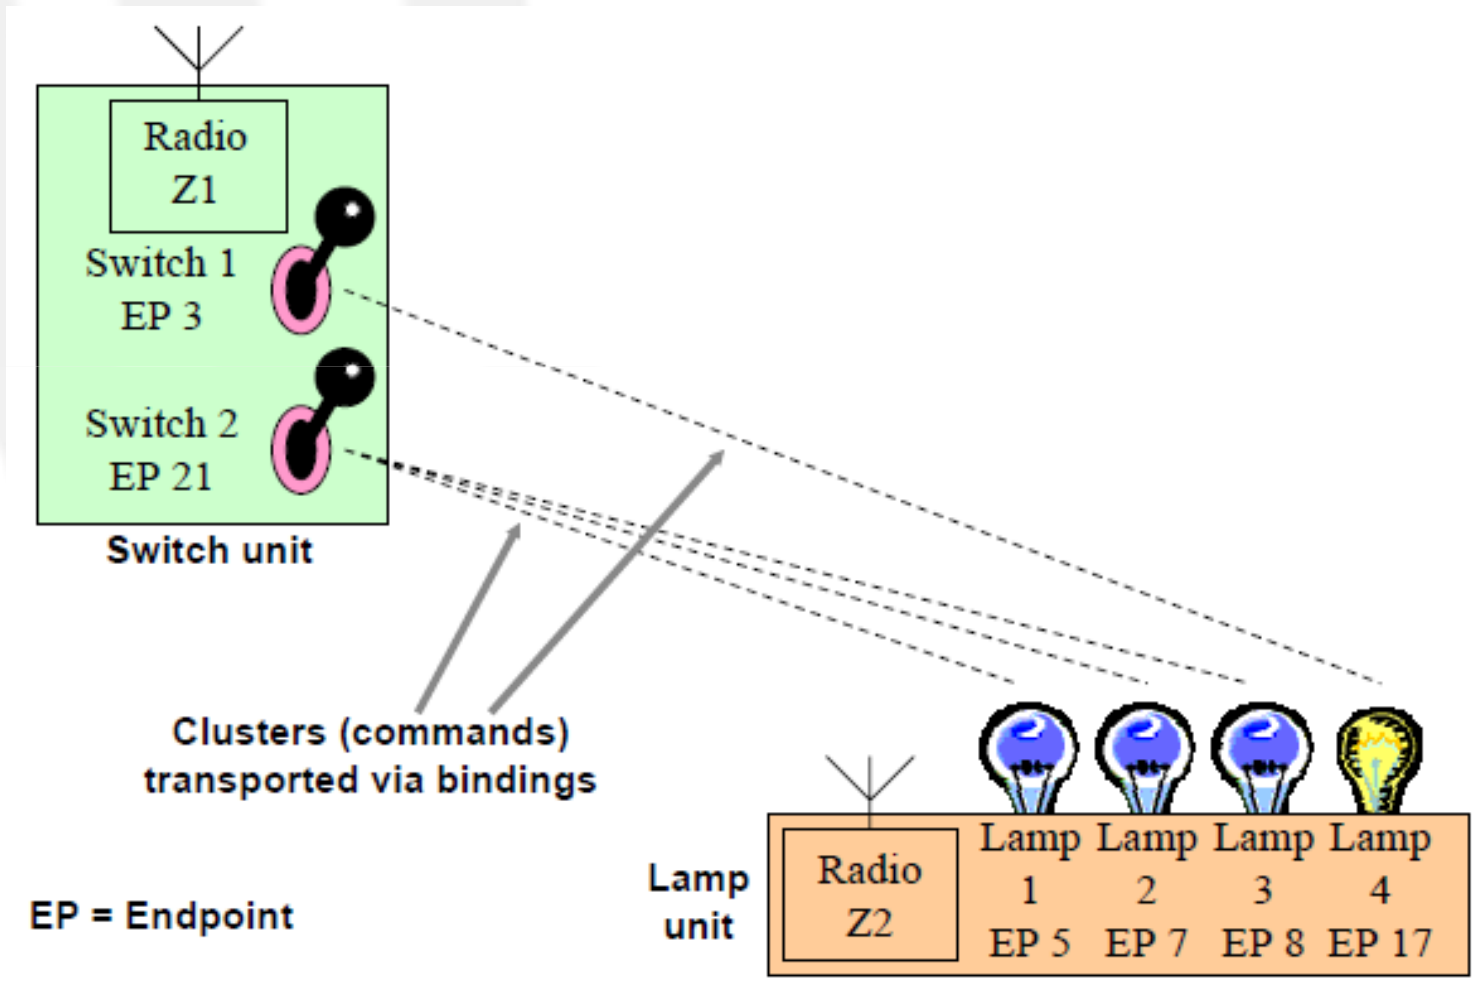 Radio
Z1
Switch 1
EP 3
Switch 2
EP 21
Switch unit
Clusters (commands)
transported via bindings
EP = Endpoint
Lamp
unit
Radio
Z2
Lamp Lamp Lamp Lamp
1 2 3 4
EP 5 EP 7 EP 8 EP 17